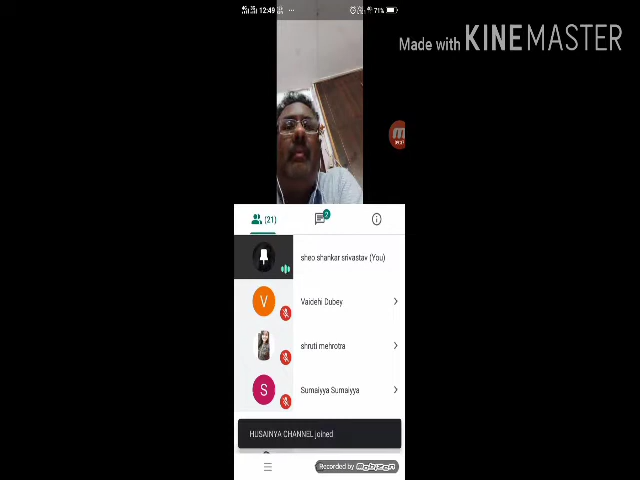 12:49
71%
Made with KINEMASTER
(21)
2
sheo shankar srivastav (You)
V
Vaidehi Dubey
shruti mehrotra
S
Sumaiyya Sumaiyya
HUSAINYA CHANNEL joined
Recorded by Mobizen